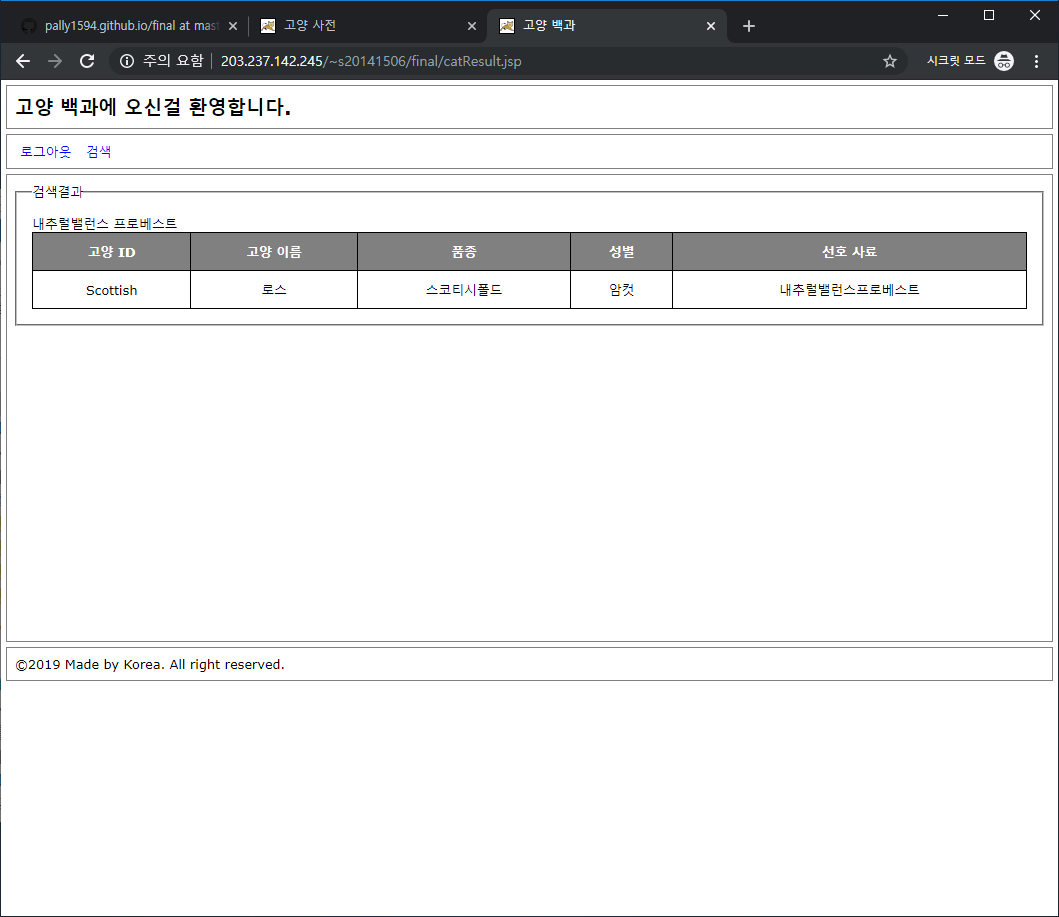 pally1594.github.io/final at mast
고양 사전
고양 백과
주의 요함
203.237.142.245/~s20141506/final/catResult.jsp
시크릿 모드
고양 백과에 오신걸 환영합니다.
로그아웃 검색
검색결과
내추럴밸런스 프로베스트
고양 ID 고양 이름 품종 성별 선호 사료
Scottish 로스 스코티시폴드 암컷 내추럴밸런스프로베스트
©2019 Made by Korea. All right reserved.